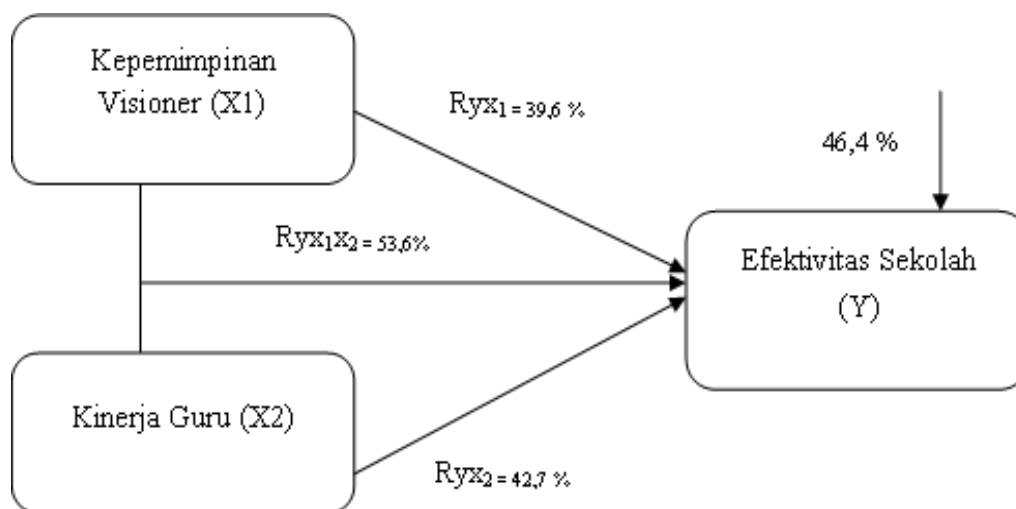 Kepemimpinan
Visioner (X1)
Ryx1 = 39,6 %
46,4 %
Ryx1x2 = 53,6%
Efektivitas Sekolah
(Y)
Kinerja Guru (X2)
Ryx2 = 42,7 %